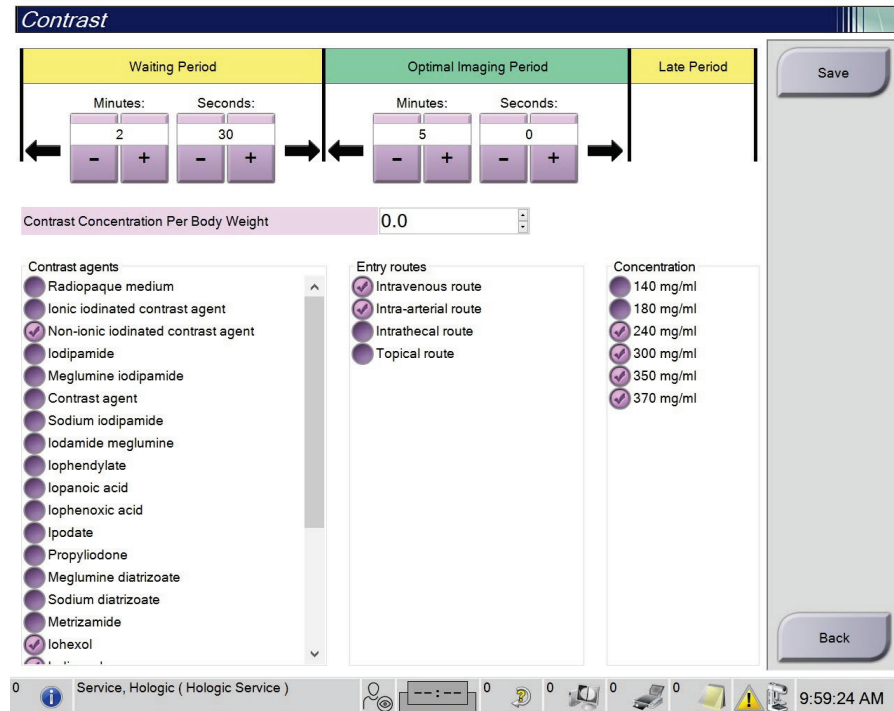 Contrast
Waiting Period
Optimal Imaging Period
Late Period
Save
Minutes:
Seconds:
Minutes:
Seconds:
2
30
5
0
- + - + - + - +
Contrast Concentration Per Body Weight
0.0
Contrast agents
Radiopaque medium
Ionic iodinated contrast agent
Non-ionic iodinated contrast agent
Iodipamide
Meglumine iodipamide
Contrast agent
Sodium iodipamide
Iodamide meglumine
Iophendylate
Iopanoic acid
Iophenoxic acid
Ipodate
Propyliodone
Meglumine diatrizoate
Sodium diatrizoate
Metrizamide
Iohexol
Entry routes
Intravenous route
Intra-arterial route
Intrathecal route
Topical route
Concentration
140 mg/ml
180 mg/ml
240 mg/ml
300 mg/ml
350 mg/ml
370 mg/ml
Back
0
Service, Hologic ( Hologic Service )
--:--
0
0
0
0
9:59:24 AM